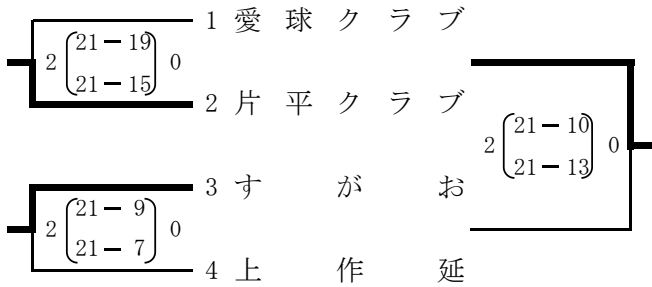 1 愛球クラブ
2 (21－19 21－15) 0
2 片平クラブ
2 (21－10 21－13) 0
3 すがお
2 (21－9 21－7) 0
4 上作延